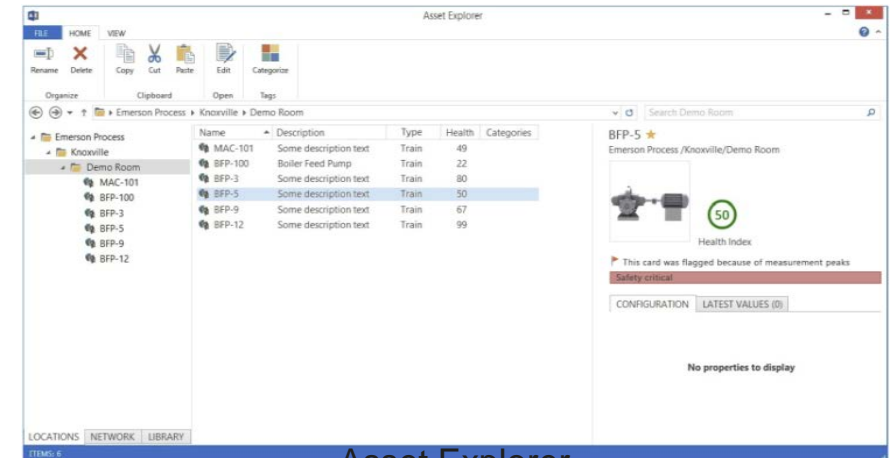 Asset Explorer
FILE HOME VIEW
Rename Delete Copy Cut Paste Edit Categorize
Organize Clipboard Open Tags
Emerson Process Knoxville Demo Room Search Demo Room
Emerson Process
Knoxville
Demo Room
MAC-101
BFP-100
BFP-3
BFP-5
BFP-9
BFP-12
Name Description Type Health Categories
MAC-101 Some description text Train 49
BFP-100 Boiler Feed Pump Train 22
BFP-3 Some description text Train 80
BFP-5 Some description text Train 50
BFP-9 Some description text Train 67
BFP-12 Some description text Train 99
BFP-5
Emerson Process /Knoxville/Demo Room
50
Health Index
This card was flagged because of measurement peaks
Safety critical
CONFIGURATION LATEST VALUES (0)
No properties to display
LOCATIONS NETWORK LIBRARY
ITEMS: 6
Asset Explorer